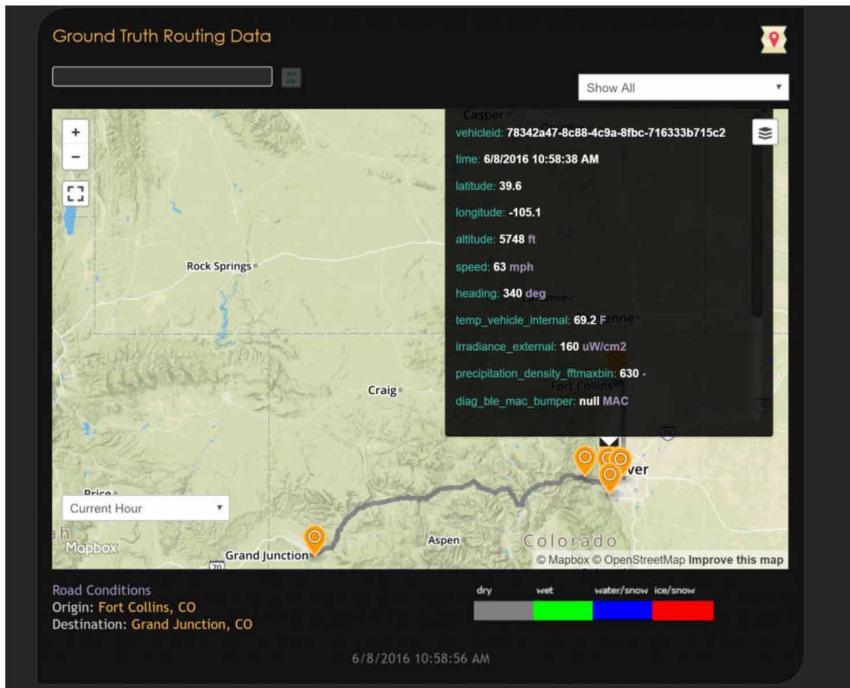 Ground Truth Routing Data
Show All
+
−
Casper
vehicleid: 78342a47-8c88-4c9a-8fbc-716333b715c2
time: 6/8/2016 10:58:38 AM
latitude: 39.6
longitude: -105.1
altitude: 5748 ft
speed: 63 mph
heading: 340 deg
temp_vehicle_internal: 69.2 F
irradiance_external: 160 uW/cm2
precipitation_density_fftmaxbin: 630 -
diag_ble_mac_bumper: null MAC
Rock Springs
Craig
Fort Collins
ver
Price
Current Hour
Mapbox
Grand Junction
70
Aspen
Colorado
© Mapbox © OpenStreetMap Improve this map
Road Conditions
Origin: Fort Collins, CO
Destination: Grand Junction, CO
dry wet water/snow ice/snow
6/8/2016 10:58:56 AM